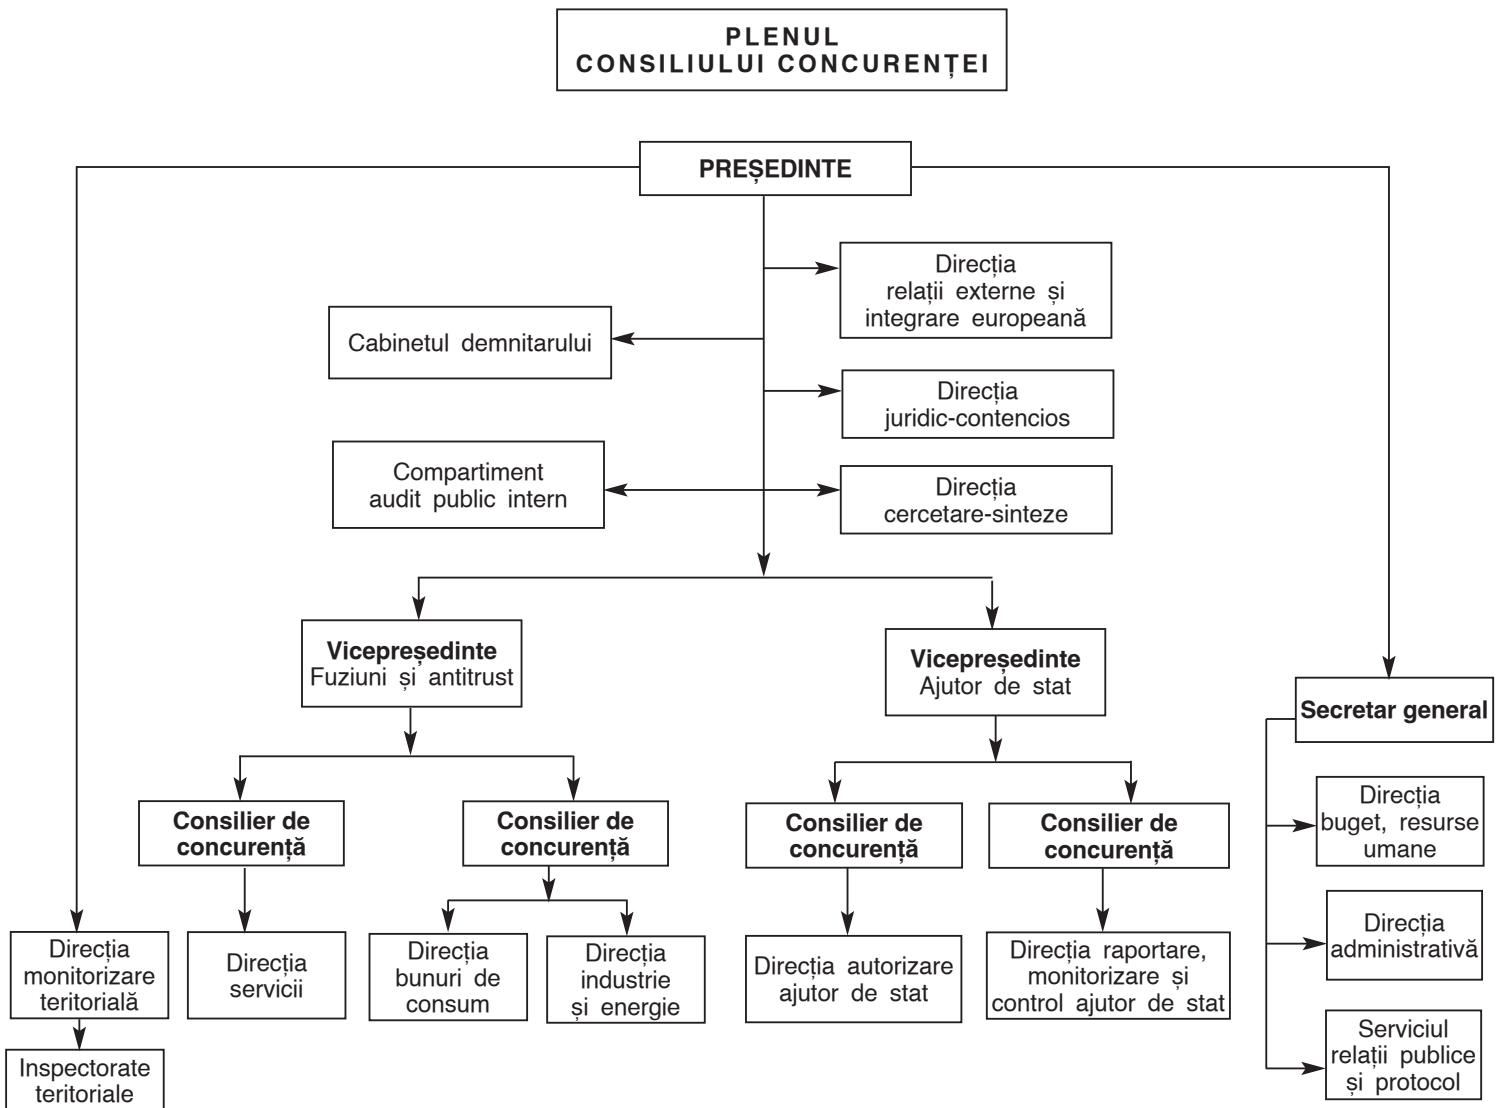 PLENUL
CONSILIULUI CONCURENȚEI
PREȘEDINTE
Direcția
relații externe și
integrare europeană
Cabinetul demnitarului
Direcția
juridic-contencios
Compartiment
audit public intern
Direcția
cercetare-sinteze
Vicepreședinte
Fuziuni și antitrust
Vicepreședinte
Ajutor de stat
Secretar general
Consilier de
concurență
Consilier de
concurență
Consilier de
concurență
Consilier de
concurență
Direcția
buget, resurse
umane
Direcția
administrativă
Serviciul
relații publice
și protocol
Direcția
monitorizare
teritorială
Direcția
servicii
Direcția
bunuri de
consum
Direcția
industrie
și energie
Direcția autorizare
ajutor de stat
Direcția raportare,
monitorizare și
control ajutor de stat
Inspectorate
teritoriale